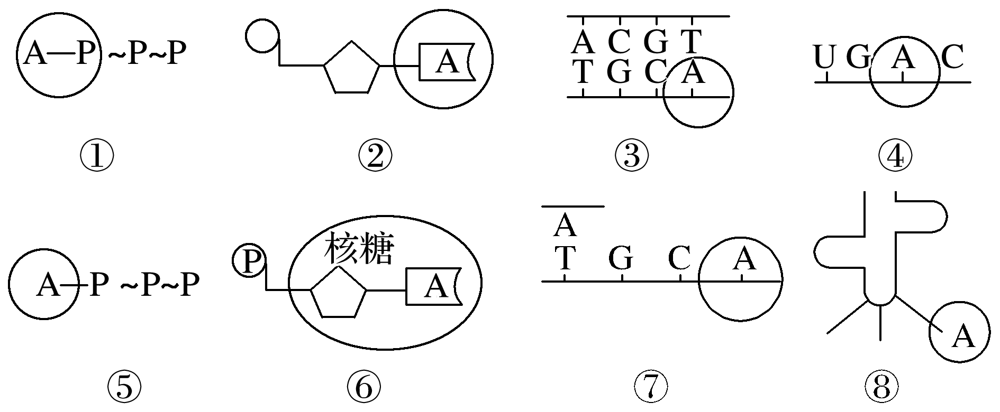 A—P~P~P
A
A C G T
T G C A
U G A C
① ② ③ ④
A—P~P~P
P 核糖 A
A
T G C A
A
⑤ ⑥ ⑦ ⑧